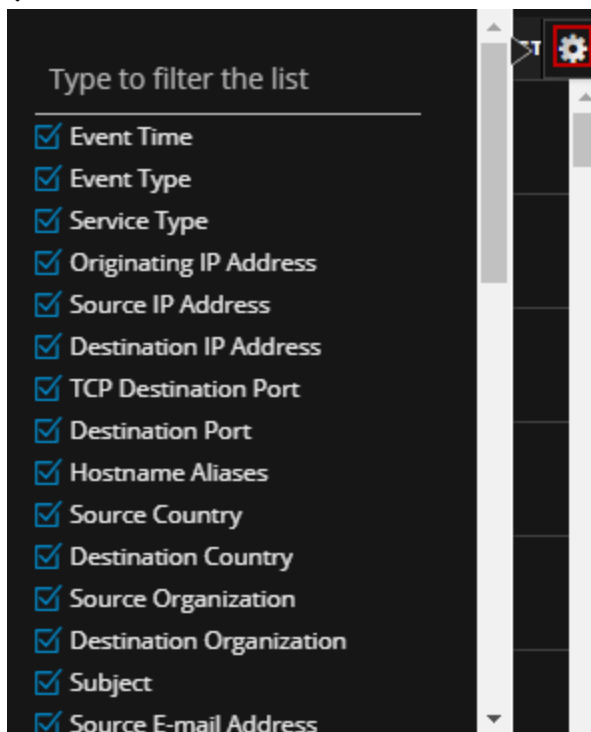 Type to filter the list
Event Time
Event Type
Service Type
Originating IP Address
Source IP Address
Destination IP Address
TCP Destination Port
Destination Port
Hostname Aliases
Source Country
Destination Country
Source Organization
Destination Organization
Subject
Source E-mail Address